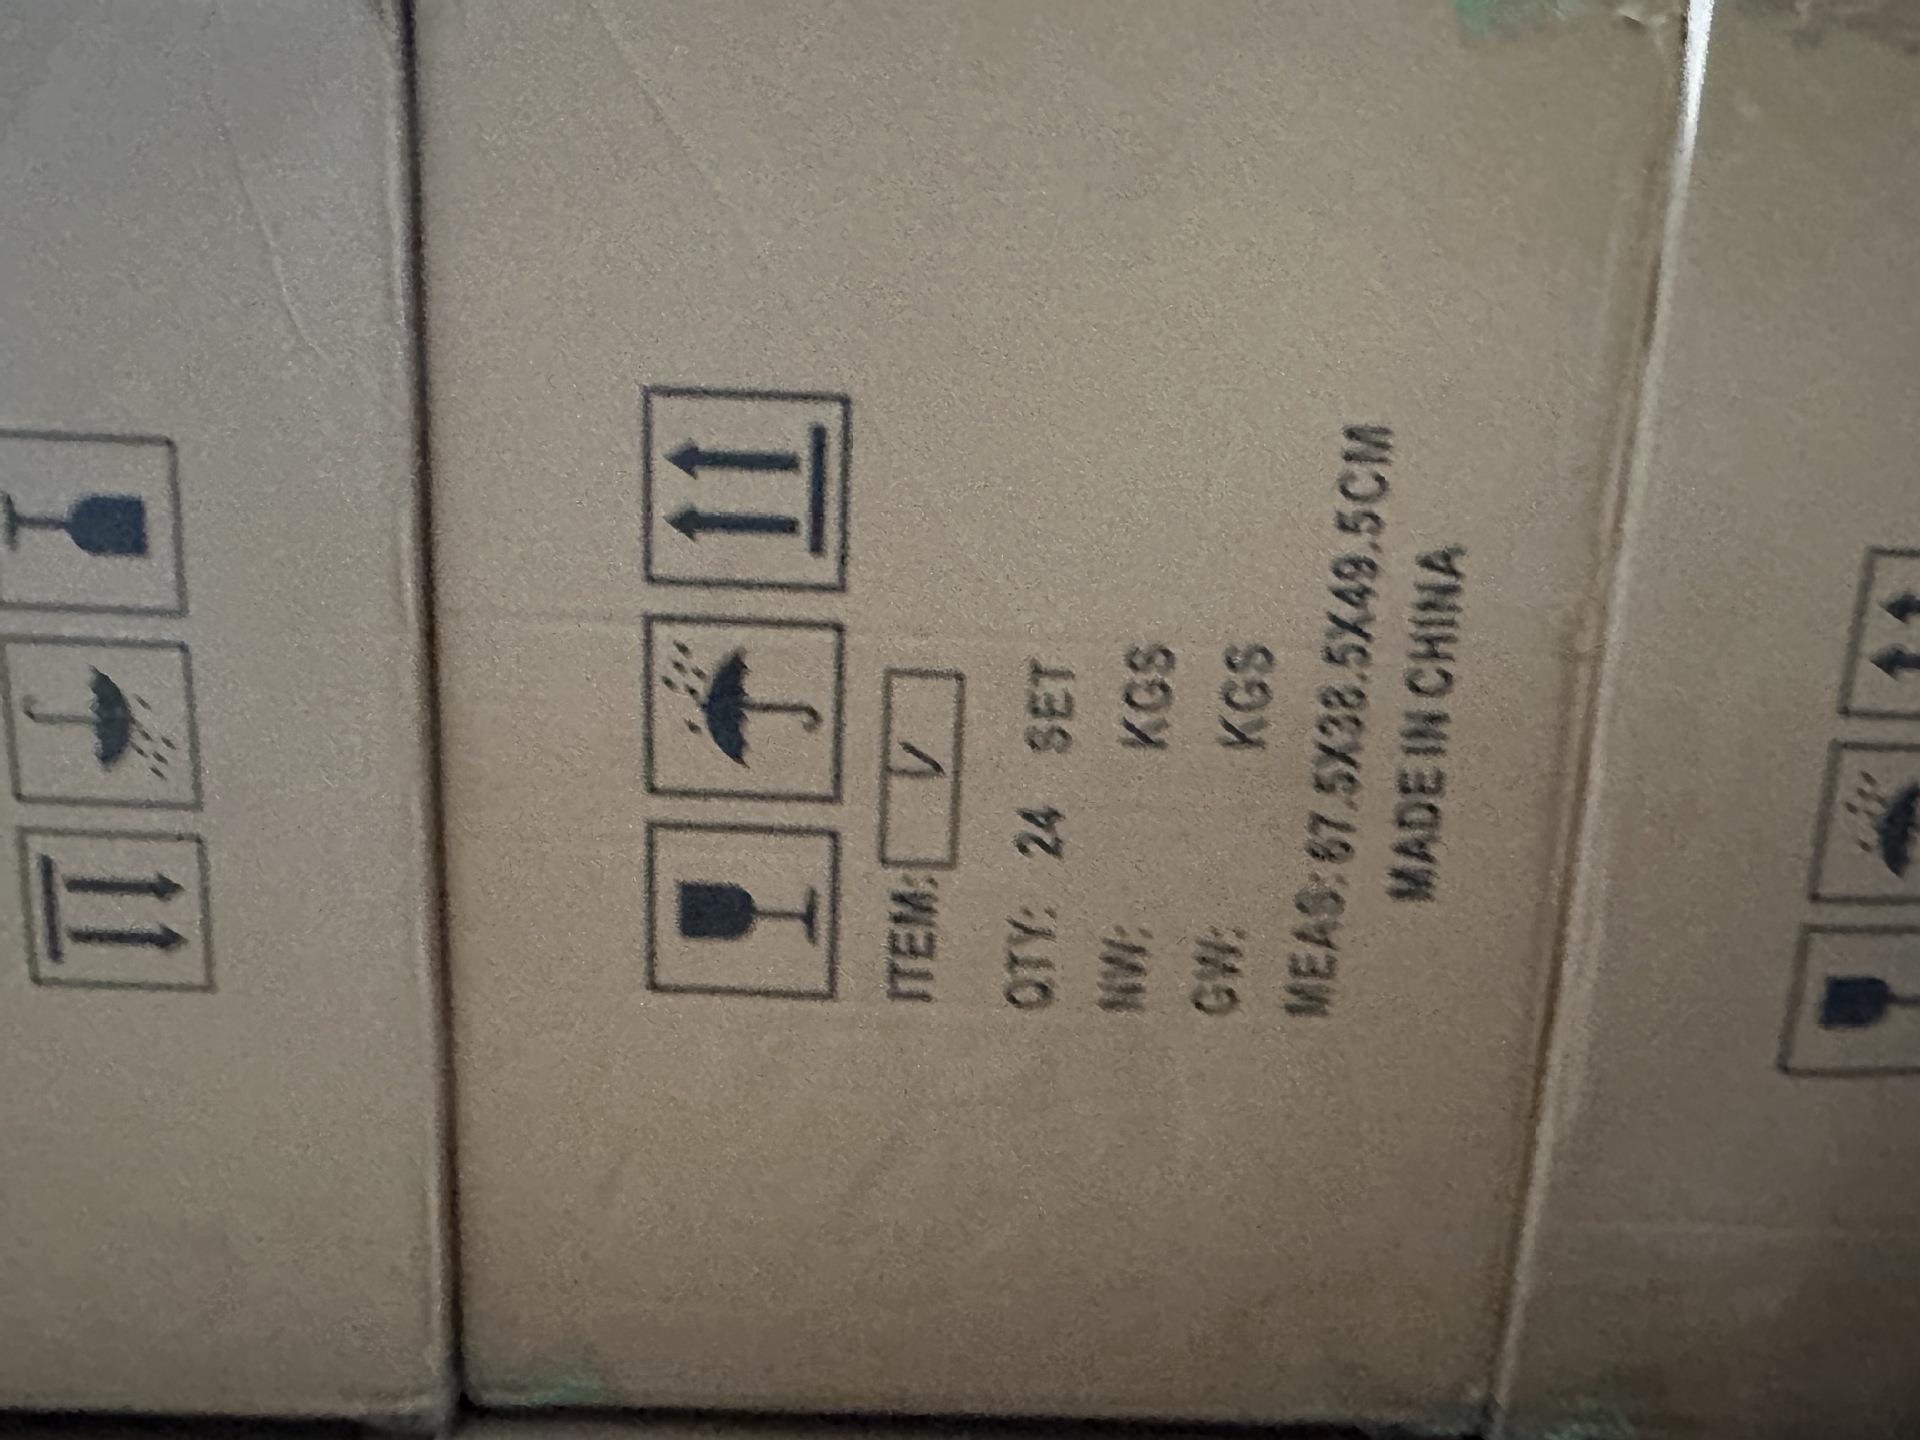 ITEM: V
QTY: 24 SET
NW: KGS
GW: KGS
MEAS: 67.5X38.5X49.5CM
MADE IN CHINA